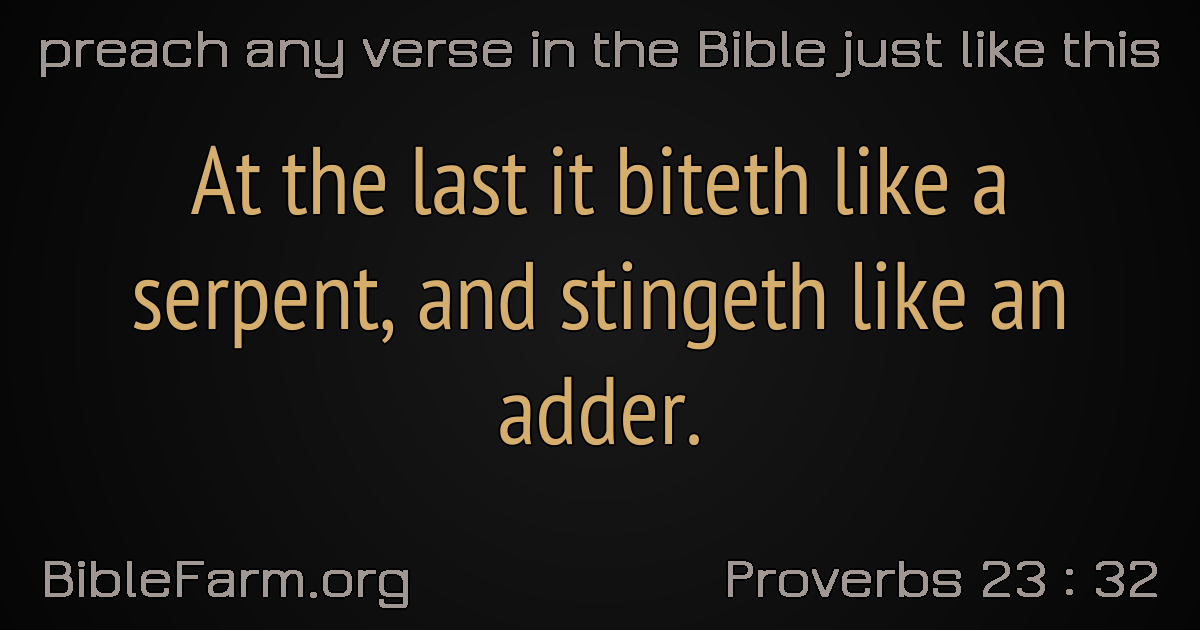 preach any verse in the Bible just like this
At the last it biteth like a
serpent, and stingeth like an
adder.
BibleFarm.org
Proverbs 23 : 32